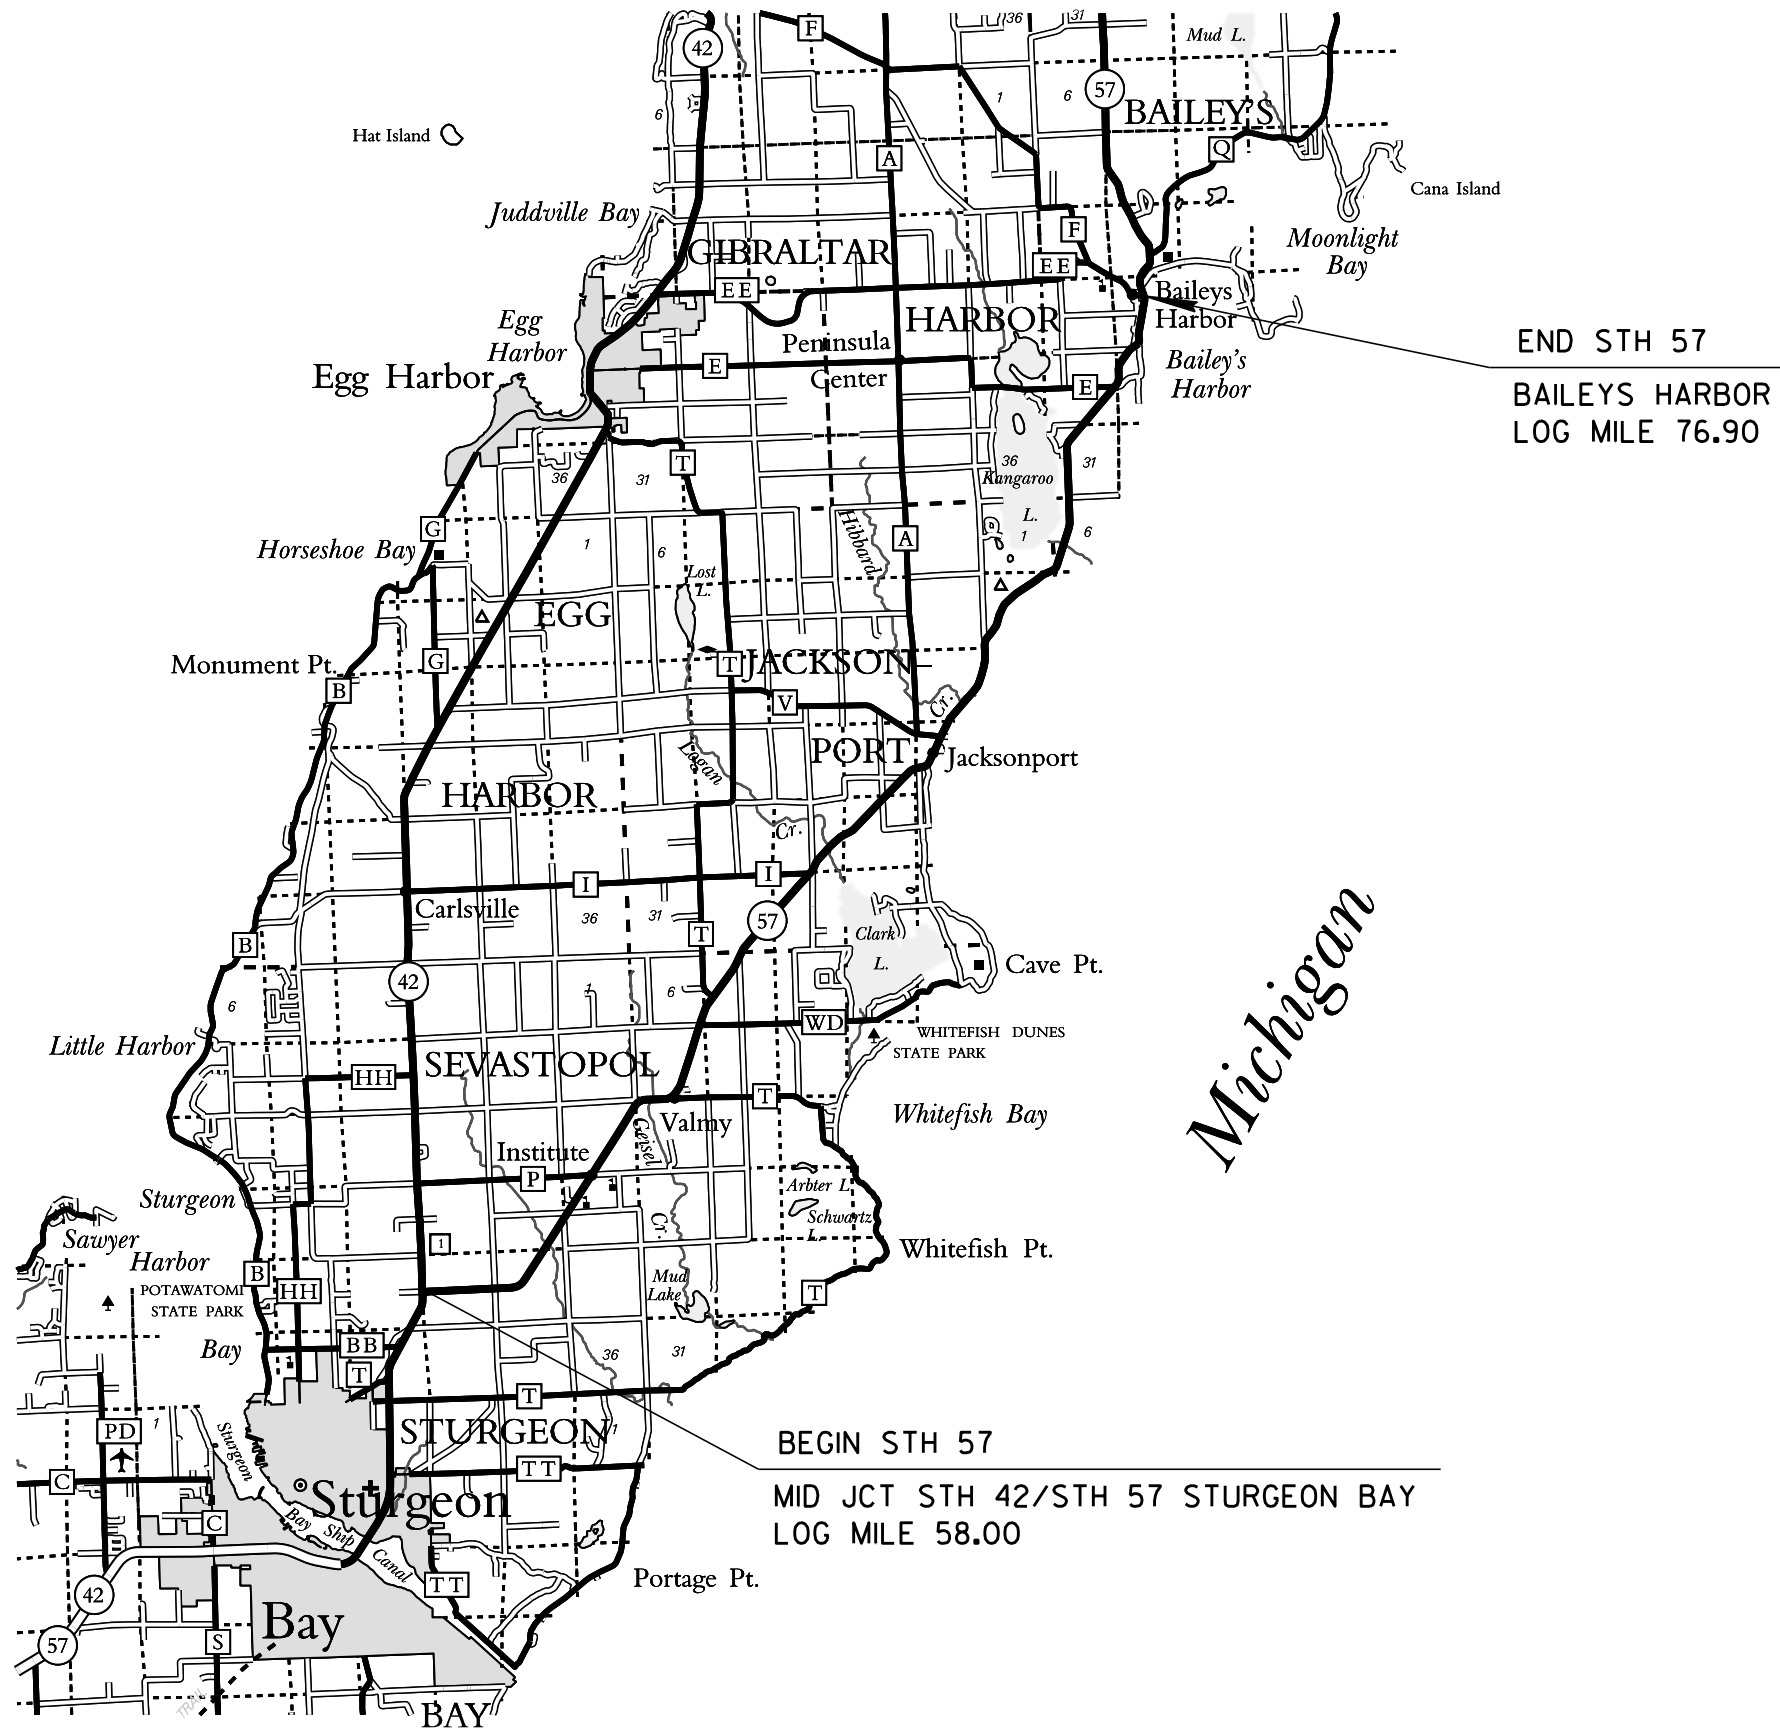 42
F
36
31
Mud L.
57
1
6
6
BAILEY'S
Hat Island
A
Q
Cana Island
Juddville Bay
F
Moonlight
Bay
GIBRALTAR
EE
EE
Baileys
Harbor
HARBOR
Egg
Harbor
Peninsula
Center
E
E
Bailey's
Harbor
END STH 57
BAILEYS HARBOR
LOG MILE 76.90
Egg Harbor
T
36
31
36
31
Kangaroo
L.
1
6
G
Hibbard
A
Horseshoe Bay
1
6
Lost
L.
EGG
Monument Pt.
G
T
JACKSON
B
V
Cr.
PORT
Jacksonport
Logan
HARBOR
Cr.
I
I
Carlsville
36
31
57
T
Clark
L.
B
42
Cave Pt.
6
1
6
WD
WHITEFISH DUNES
STATE PARK
Little Harbor
SEVASTOPOL
HH
T
Valmy
Whitefish Bay
Michigan
Geisel
Institute
P
Arbter L
Schwartz
L.
Sturgeon
Cr.
Sawyer
Harbor
1
Whitefish Pt.
B
HH
POTAWATOMI
STATE PARK
Mud
Lake
T
Bay
BB
T
36
31
T
STURGEON
1
BEGIN STH 57
MID JCT STH 42/STH 57 STURGEON BAY
LOG MILE 58.00
PD
1
Sturgeon
C
TT
Sturgeon
C
Bay Ship
Canal
TT
Portage Pt.
42
Bay
57
S
TRAIL
BAY